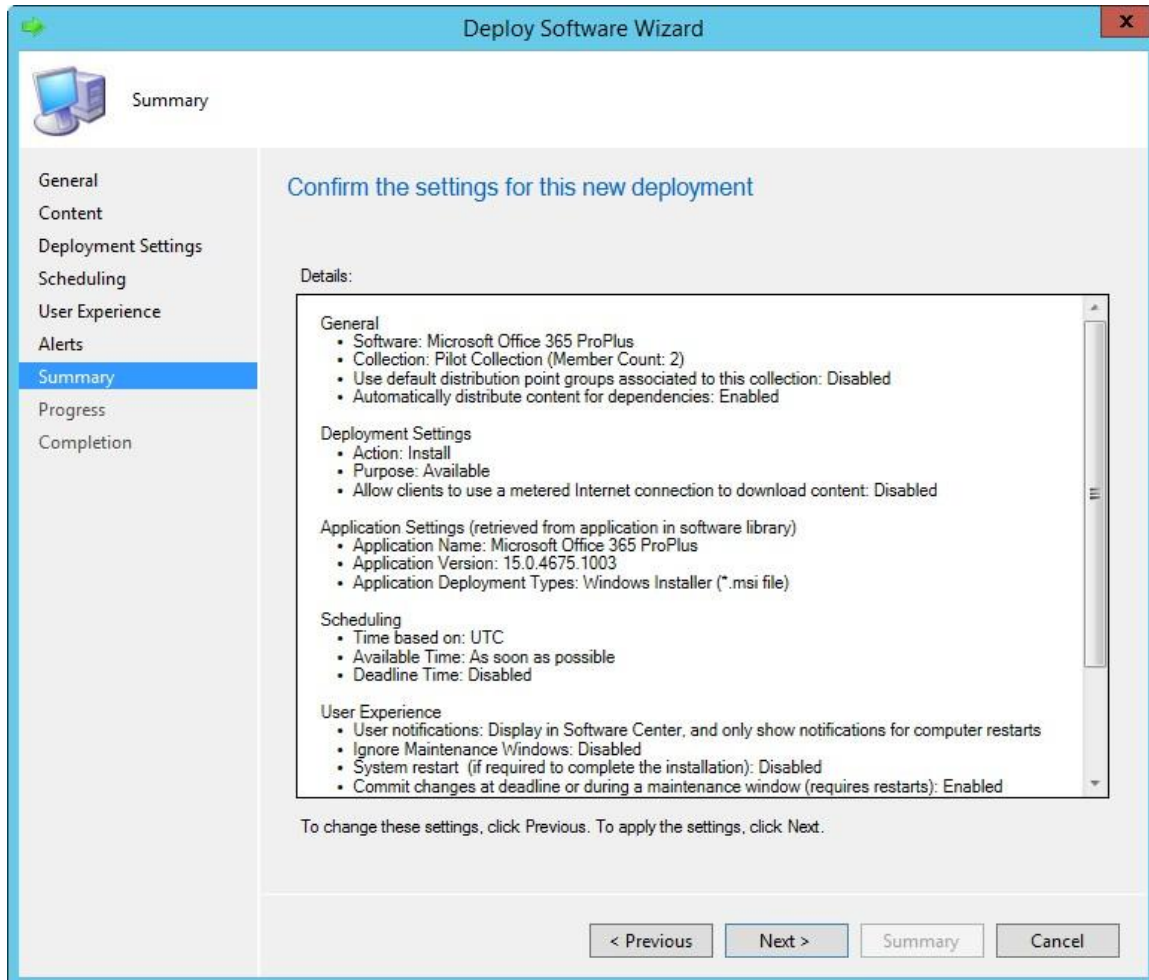 Deploy Software Wizard
x
Summary
General
Content
Deployment Settings
Scheduling
User Experience
Alerts
Summary
Progress
Completion
Confirm the settings for this new deployment
Details:
General
• Software: Microsoft Office 365 ProPlus
• Collection: Pilot Collection (Member Count: 2)
• Use default distribution point groups associated to this collection: Disabled
• Automatically distribute content for dependencies: Enabled
Deployment Settings
• Action: Install
• Purpose: Available
• Allow clients to use a metered Internet connection to download content: Disabled
Application Settings (retrieved from application in software library)
• Application Name: Microsoft Office 365 ProPlus
• Application Version: 15.0.4675.1003
• Application Deployment Types: Windows Installer (*.msi file)
Scheduling
• Time based on: UTC
• Available Time: As soon as possible
• Deadline Time: Disabled
User Experience
• User notifications: Display in Software Center, and only show notifications for computer restarts
• Ignore Maintenance Windows: Disabled
• System restart  (if required to complete the installation): Disabled
• Commit changes at deadline or during a maintenance window (requires restarts): Enabled
To change these settings, click Previous. To apply the settings, click Next.
< Previous
Next >
Summary
Cancel